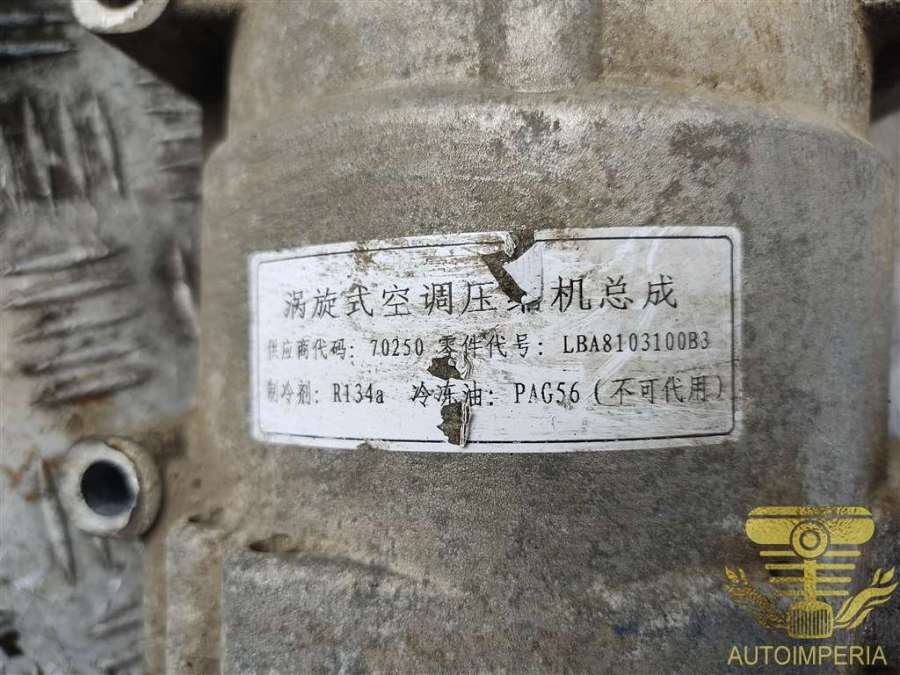 涡旋式空调压缩机总成
供应商代码: 70250 零件代号: LBA8103100B3
制冷剂: R134a 冷冻油: PAG56 (不可代用)
AUTOIMPERIA